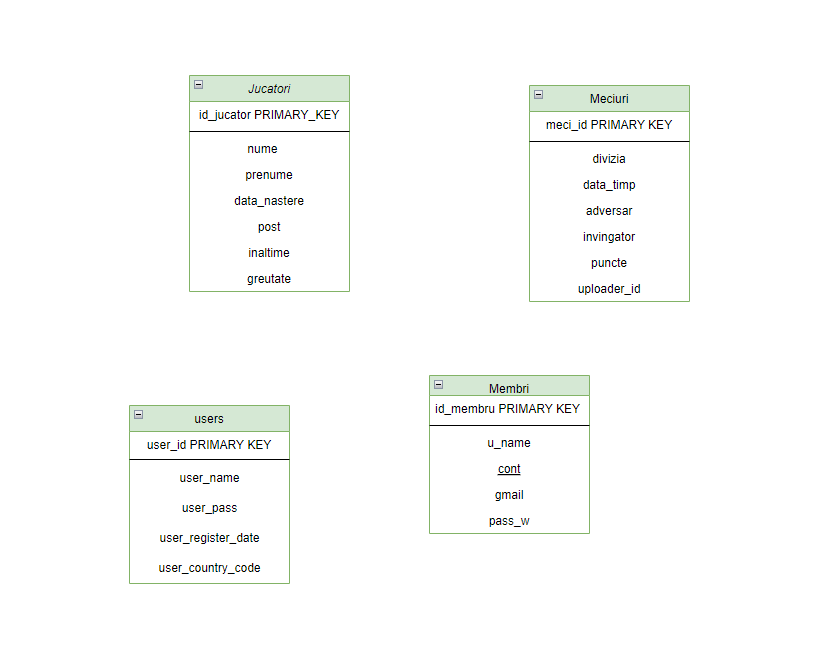 Jucatori
id_jucator PRIMARY_KEY
nume
prenume
data_nastere
post
inaltime
greutate
Meciuri
meci_id PRIMARY KEY
divizia
data_timp
adversar
invingator
puncte
uploader_id
users
user_id PRIMARY KEY
user_name
user_pass
user_register_date
user_country_code
Membri
id_membru PRIMARY KEY
u_name
cont
gmail
pass_w